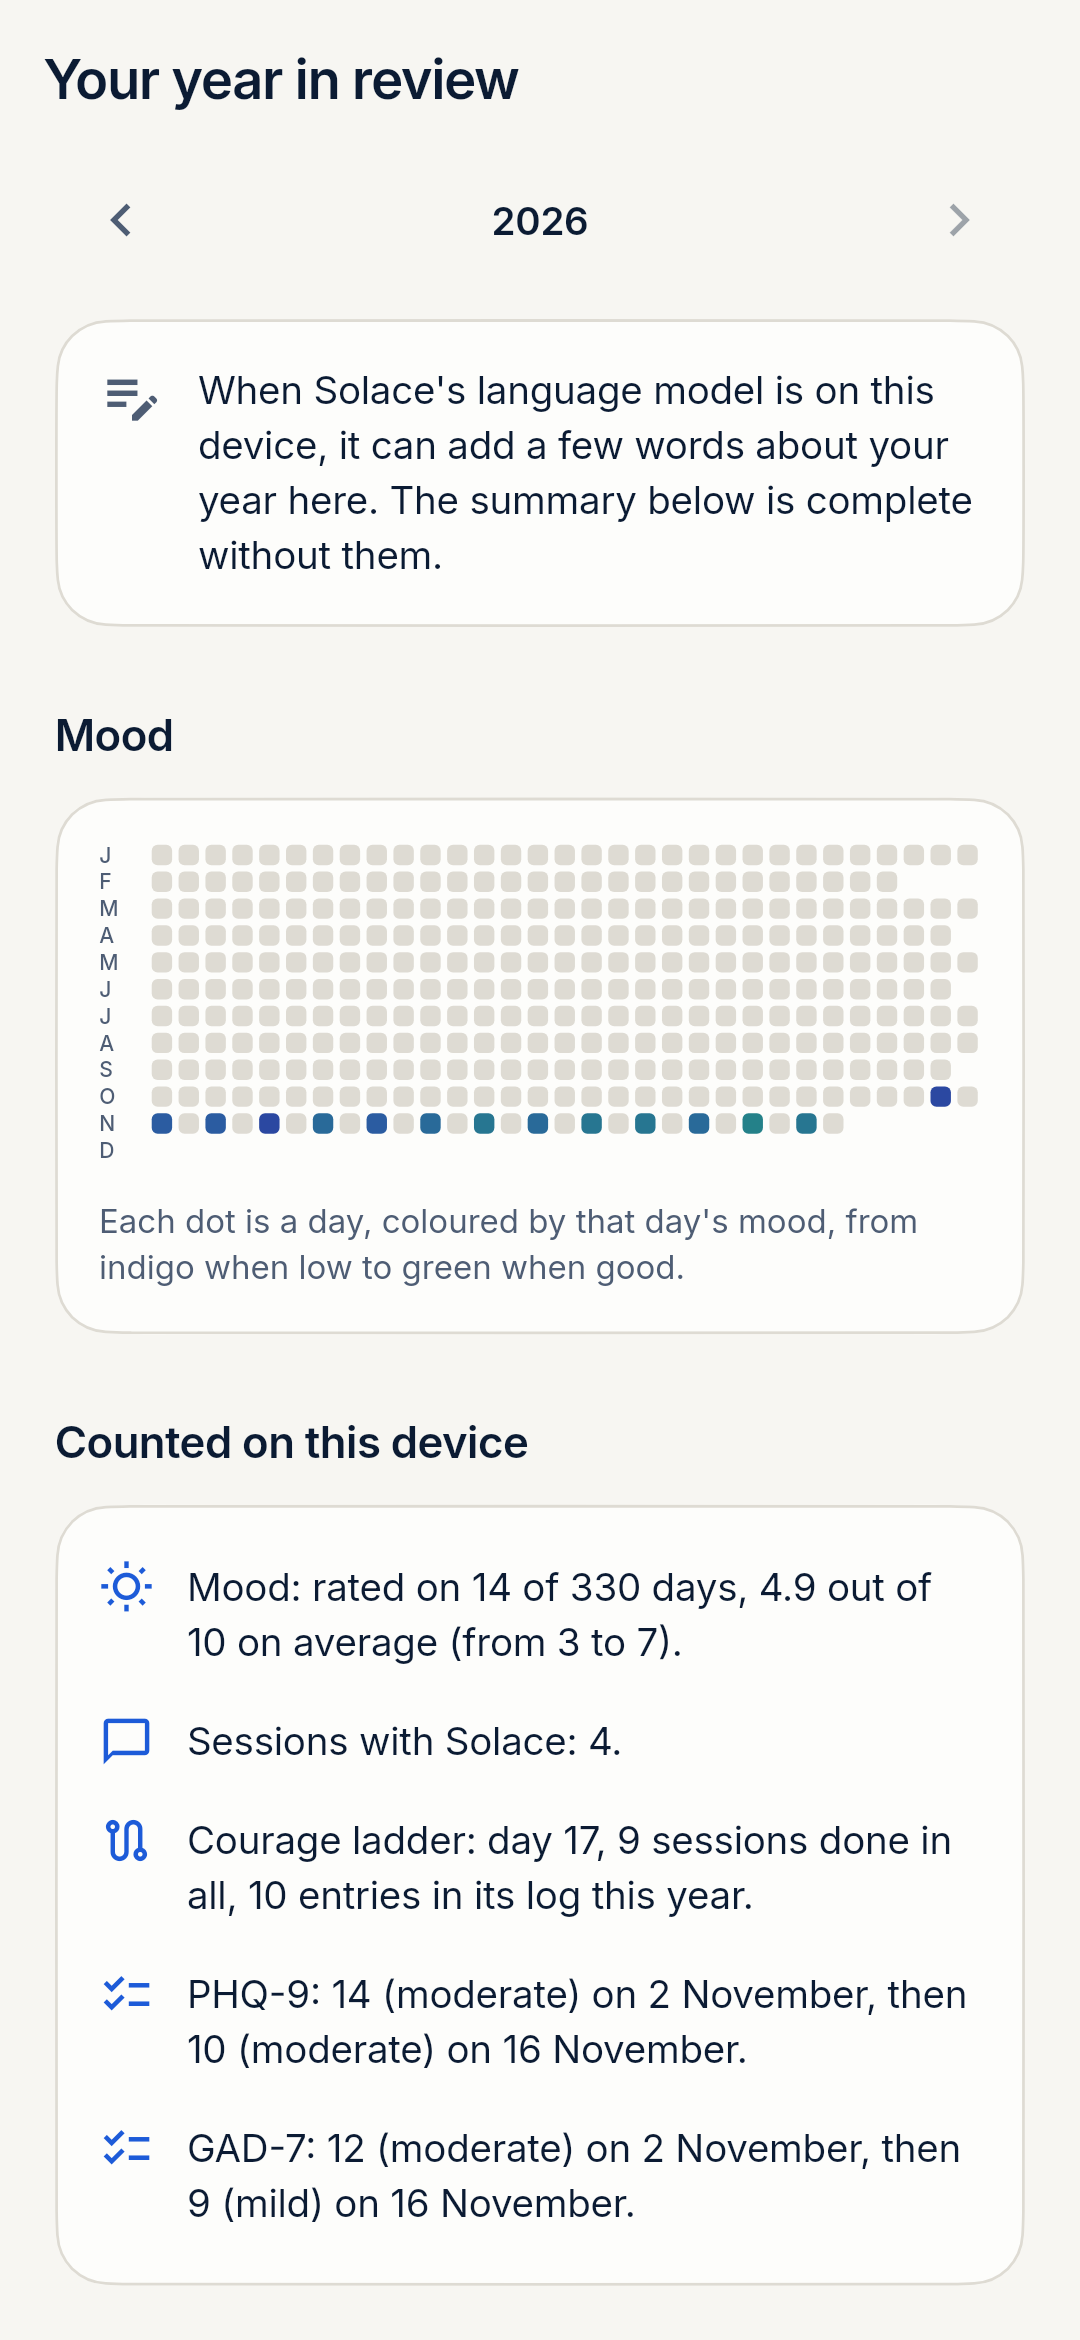 Your year in review
2026
When Solace's language model is on this
device, it can add a few words about your
year here. The summary below is complete
without them.
Mood
J
F
M
A
M
J
J
A
S
O
N
D
Each dot is a day, coloured by that day's mood, from
indigo when low to green when good.
Counted on this device
Mood: rated on 14 of 330 days, 4.9 out of
10 on average (from 3 to 7).
Sessions with Solace: 4.
Courage ladder: day 17, 9 sessions done in
all, 10 entries in its log this year.
PHQ-9: 14 (moderate) on 2 November, then
10 (moderate) on 16 November.
GAD-7: 12 (moderate) on 2 November, then
9 (mild) on 16 November.